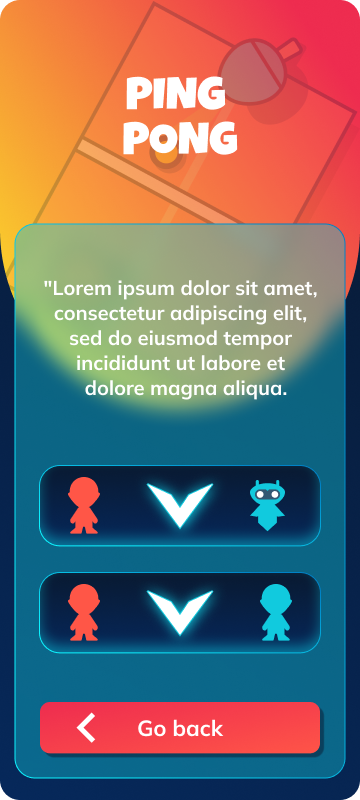 PING
PONG
"Lorem ipsum dolor sit amet,
consectetur adipiscing elit,
sed do eiusmod tempor
incididunt ut labore et
dolore magna aliqua.
Go back